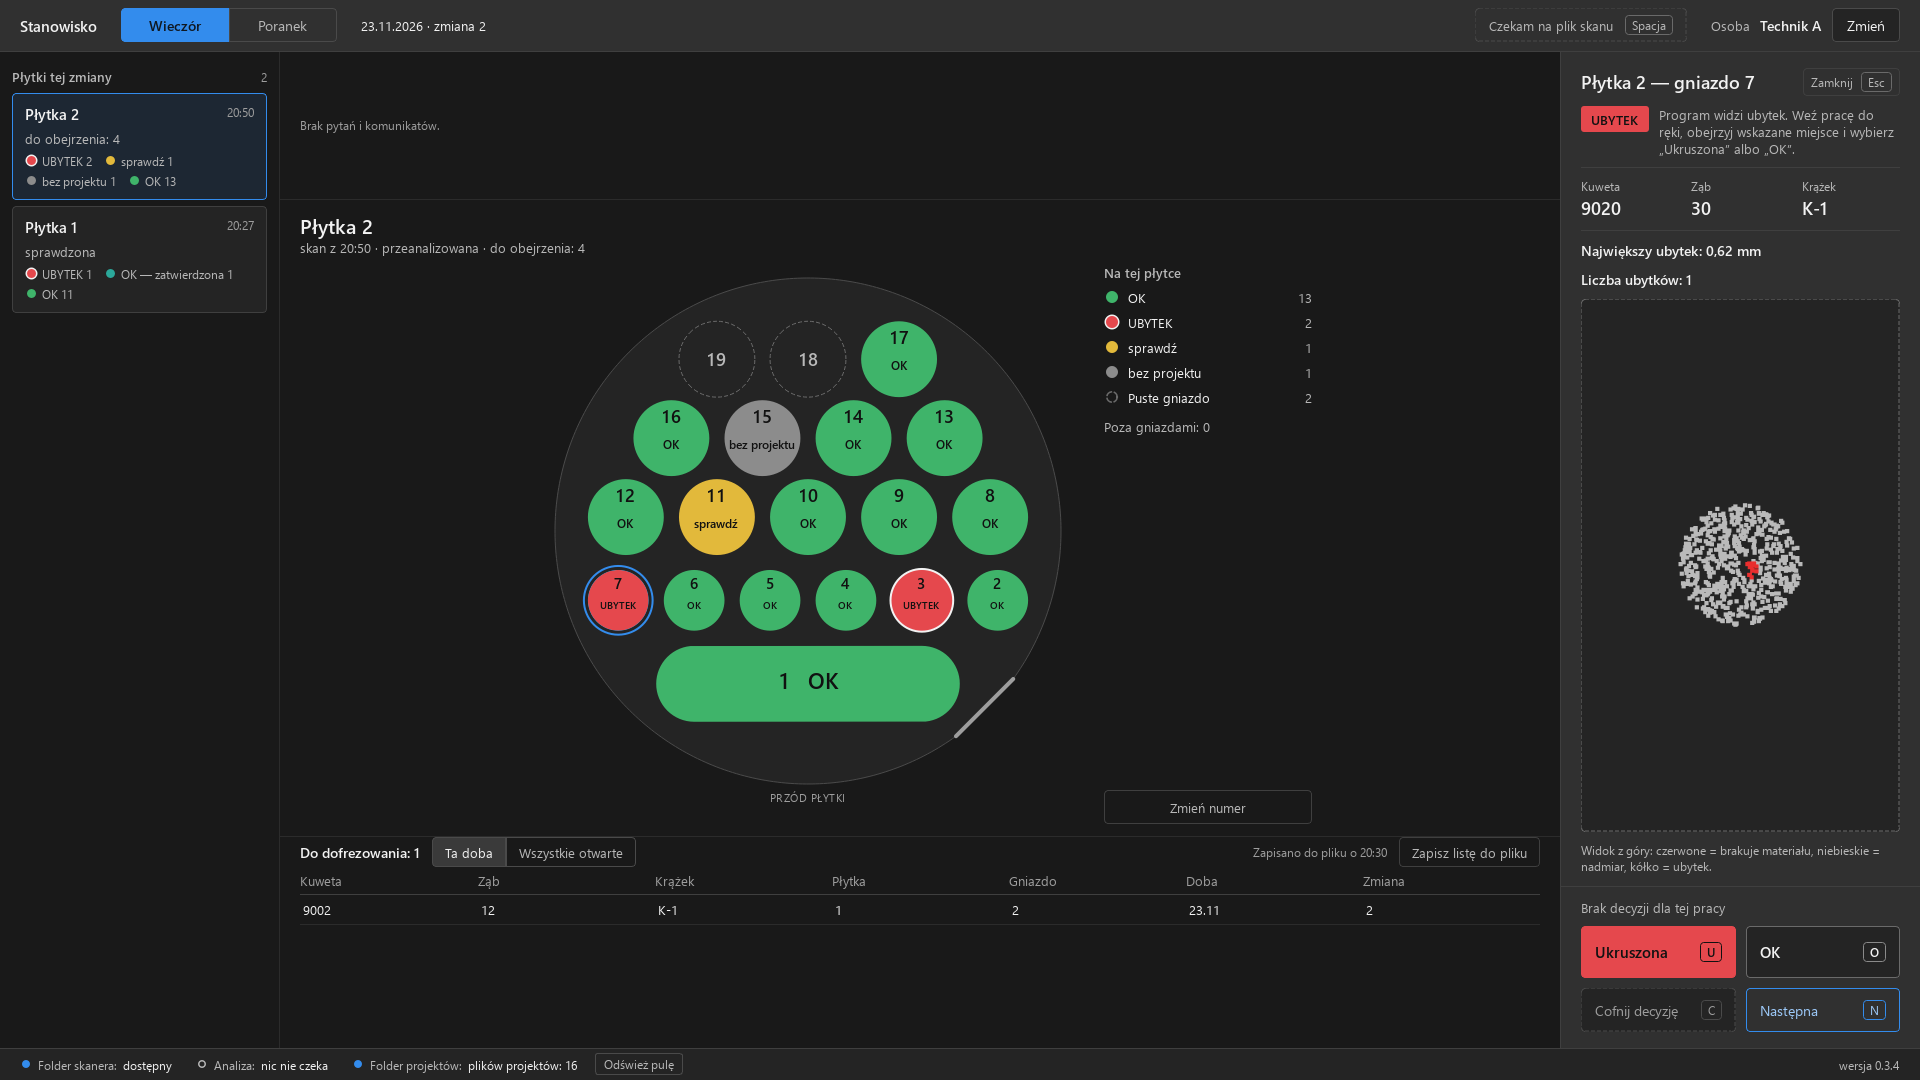 Stanowisko
Wieczór
Poranek
23.11.2026 · zmiana 2
Czekam na plik skanu Spacja
Osoba Technik A Zmień
Płytki tej zmiany 2
Płytka 2 20:50
do obejrzenia: 4
UBYTEK 2 sprawdź 1
bez projektu 1 OK 13
Płytka 1 20:27
sprawdzona
UBYTEK 1 OK — zatwierdzona 1
OK 11
Brak pytań i komunikatów.
Płytka 2
skan z 20:50 · przeanalizowana · do obejrzenia: 4
19
18
17
OK
16
OK
15
bez projektu
14
OK
13
OK
12
OK
11
sprawdź
10
OK
9
OK
8
OK
7
UBYTEK
6
OK
5
OK
4
OK
3
UBYTEK
2
OK
1 OK
PRZÓD PŁYTKI
Na tej płytce
OK 13
UBYTEK 2
sprawdź 1
bez projektu 1
Puste gniazdo 2
Poza gniazdami: 0
Zmień numer
Do dofrezowania: 1 Ta doba Wszystkie otwarte Zapisano do pliku o 20:30 Zapisz listę do pliku
Kuweta Ząb Krążek Płytka Gniazdo Doba Zmiana
9002 12 K-1 1 2 23.11 2
Płytka 2 — gniazdo 7 Zamknij Esc
UBYTEK
Program widzi ubytek. Weź pracę do
ręki, obejrzyj wskazane miejsce i wybierz
„Ukruszona” albo „OK”.
Kuweta Ząb Krążek
9020 30 K-1
Największy ubytek: 0,62 mm
Liczba ubytków: 1
Widok z góry: czerwone = brakuje materiału, niebieskie =
nadmiar, kółko = ubytek.
Brak decyzji dla tej pracy
Ukruszona U
OK O
Cofnij decyzję C
Następna N
Folder skanera: dostępny
Analiza: nic nie czeka
Folder projektów: plików projektów: 16
Odśwież pulę
wersja 0.3.4